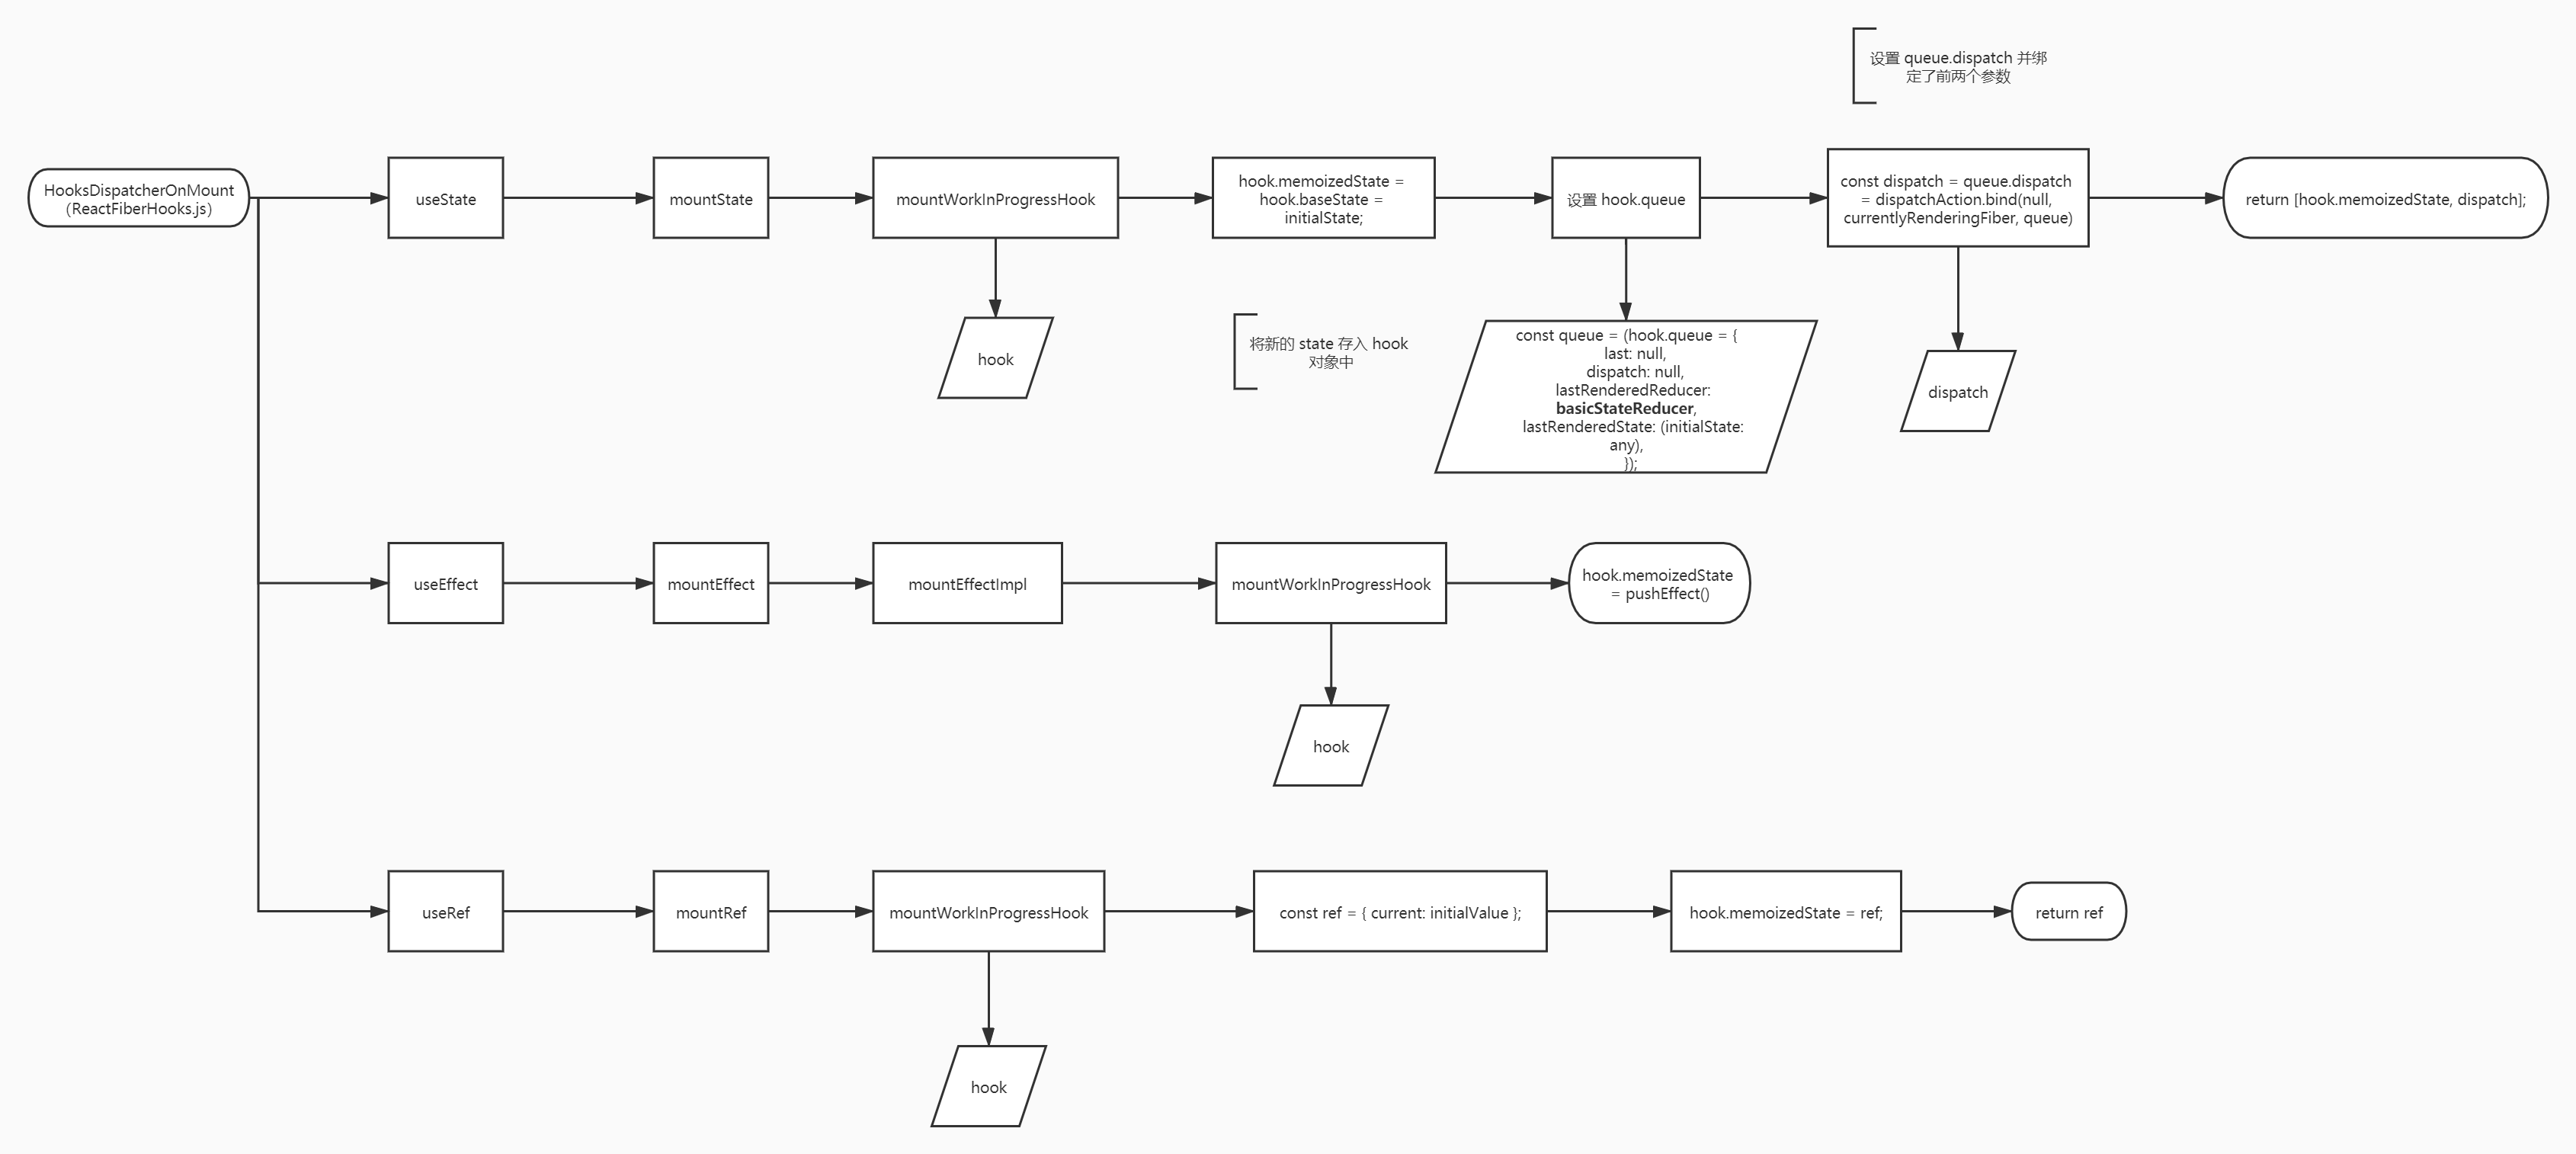 设置 queue.dispatch 并绑
定了前两个参数
HooksDispatcherOnMount
(ReactFiberHooks.js)
useState
mountState
mountWorkInProgressHook
hook.memoizedState =
hook.baseState =
initialState;
设置 hook.queue
const dispatch = queue.dispatch
= dispatchAction.bind(null,
currentlyRenderingFiber, queue)
return [hook.memoizedState, dispatch];
hook
将新的 state 存入 hook
对象中
const queue = (hook.queue = {
last: null,
dispatch: null,
lastRenderedReducer:
basicStateReducer,
lastRenderedState: (initialState:
any),
});
dispatch
useEffect
mountEffect
mountEffectImpl
mountWorkInProgressHook
hook.memoizedState
= pushEffect()
hook
useRef
mountRef
mountWorkInProgressHook
const ref = { current: initialValue };
hook.memoizedState = ref;
return ref
hook